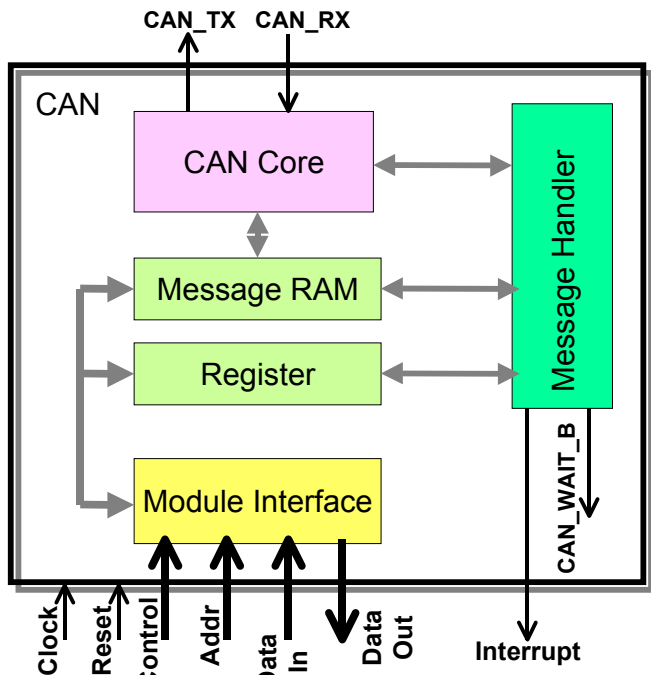 CAN_TX CAN_RX
CAN
CAN Core
Message Handler
Message RAM
Register
Module Interface
CAN_WAIT_B
Clock
Reset
Control
Addr
Data
In
Data
Out
Interrupt